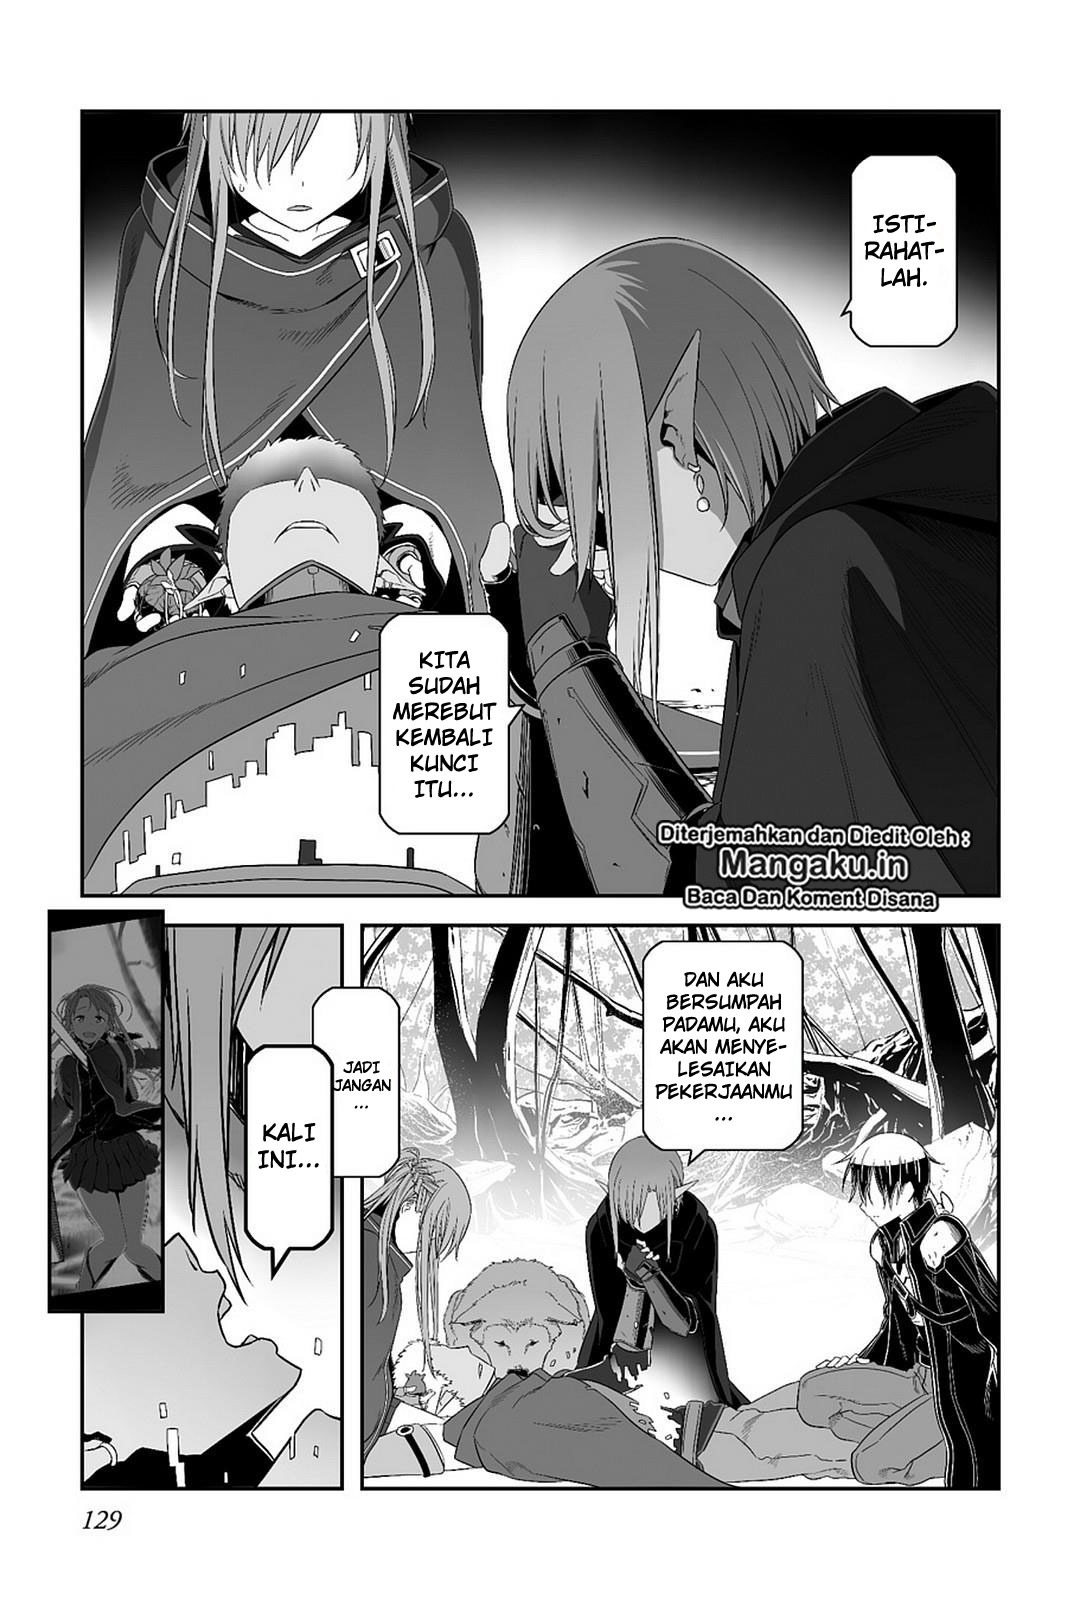 ISTI-
RAHAT-
LAH.
KITA
SUDAH
MEREBUT
KEMBALI
KUNCI
ITU...
Diterjemahkan dan Diedit Oleh :
Mangaku.in
Baca Dan Koment Disana
DAN AKU
BERSUMPAH
PADAMU, AKU
AKAN MENYE-
LESAIKAN
PEKERJAANMU
...
JADI
JANGAN
...
KALI
INI...
129